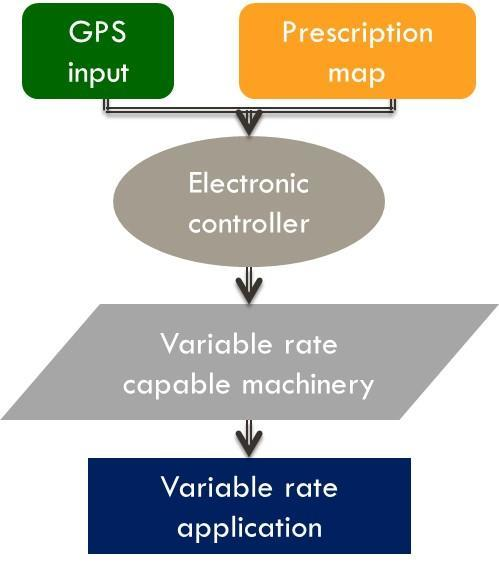 GPS
input
Prescription
map
Electronic
controller
Variable rate
capable machinery
Variable rate
application